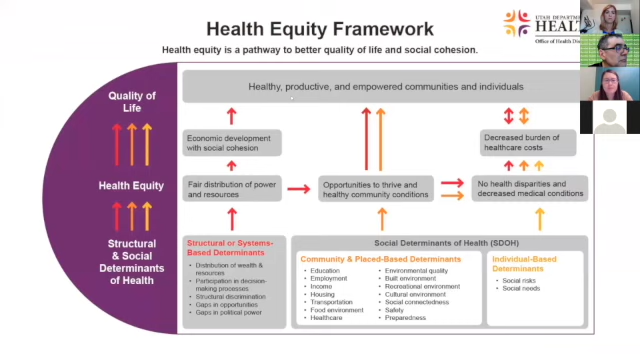 Health Equity Framework
Health equity is a pathway to better quality of life and social cohesion.
UTAH DEPARTMENT
HEALTH
Office of Health
Quality of
Life
Health Equity
Structural
& Social
Determinants
of Health
Healthy, productive, and empowered communities and individuals
Economic development
with social cohesion
Decreased burden of
healthcare costs
Fair distribution of power
and resources
Opportunities to thrive and
healthy community conditions
No health disparities and
decreased medical conditions
Structural or Systems-
Based Determinants
• Distribution of wealth &
resources
• Participation in decision-
making processes
• Structural discrimination
• Gaps in opportunities
• Gaps in political power
Social Determinants of Health (SDOH)
Community & Placed-Based Determinants
• Education
• Employment
• Income
• Housing
• Transportation
• Food environment
• Healthcare
• Environmental quality
• Built environment
• Recreational environment
• Cultural environment
• Social connectedness
• Safety
• Preparedness
Individual-Based
Determinants
• Social risks
• Social needs